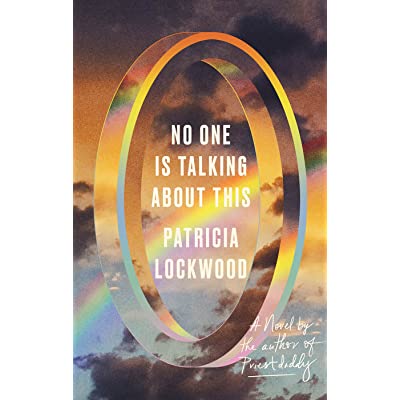 NO ONE
IS TALKING
ABOUT THIS
PATRICIA
LOCKWOOD
A Novel by
the author of
Priestdaddy